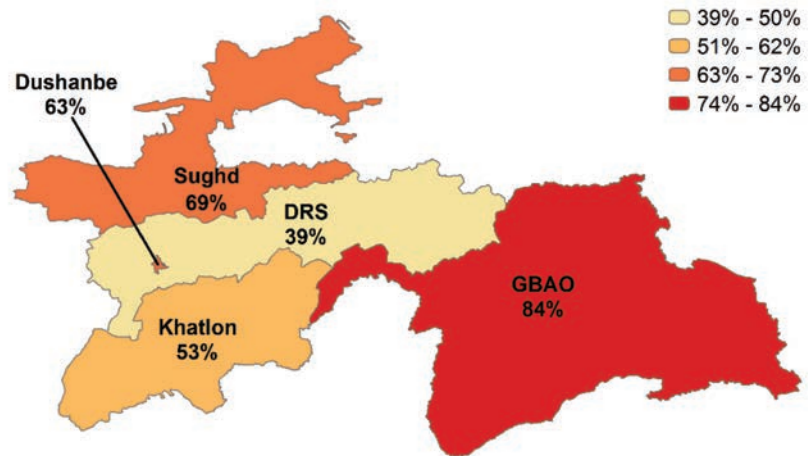 39% - 50%
51% - 62%
63% - 73%
74% - 84%
Dushanbe
63%
Sughd
69%
DRS
39%
GBAO
84%
Khatlon
53%